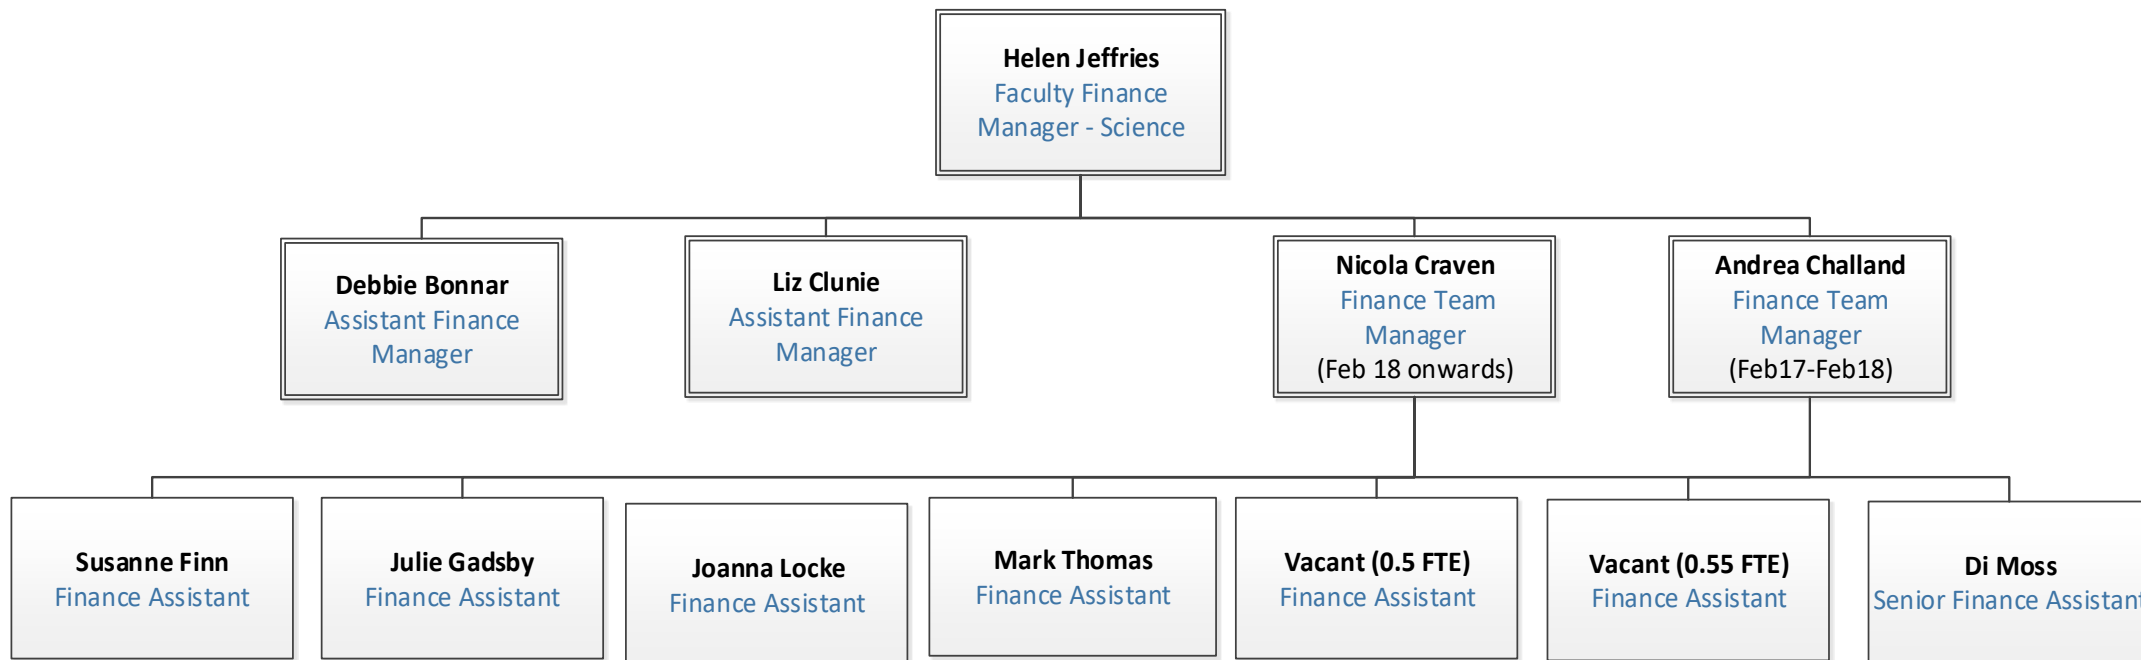 Helen Jeffries
Faculty Finance
Manager - Science
Debbie Bonnar
Assistant Finance
Manager
Liz Clunie
Assistant Finance
Manager
Nicola Craven
Finance Team
Manager
(Feb 18 onwards)
Andrea Challand
Finance Team
Manager
(Feb17-Feb18)
Susanne Finn
Finance Assistant
Julie Gadsby
Finance Assistant
Joanna Locke
Finance Assistant
Mark Thomas
Finance Assistant
Vacant (0.5 FTE)
Finance Assistant
Vacant (0.55 FTE)
Finance Assistant
Di Moss
Senior Finance Assistant